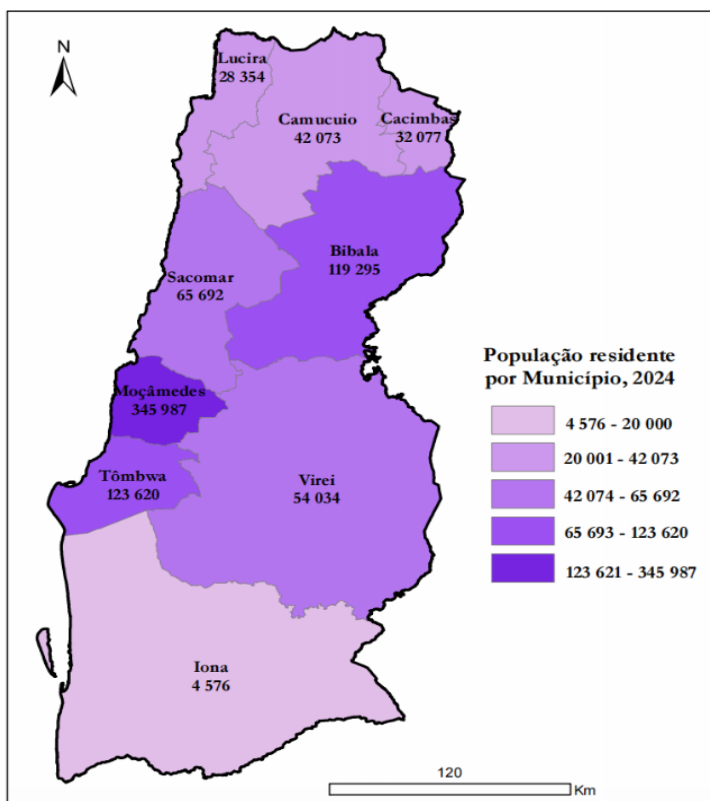 N
Lucira
28 354
Camucuio
42 073
Cacimbas
32 077
Bibala
119 295
Sacomar
65 692
Moçâmedes
345 987
Tômbwa
123 620
Virei
54 034
Iona
4 576
População residente
por Município, 2024
4 576 - 20 000
20 001 - 42 073
42 074 - 65 692
65 693 - 123 620
123 621 - 345 987
120
Km